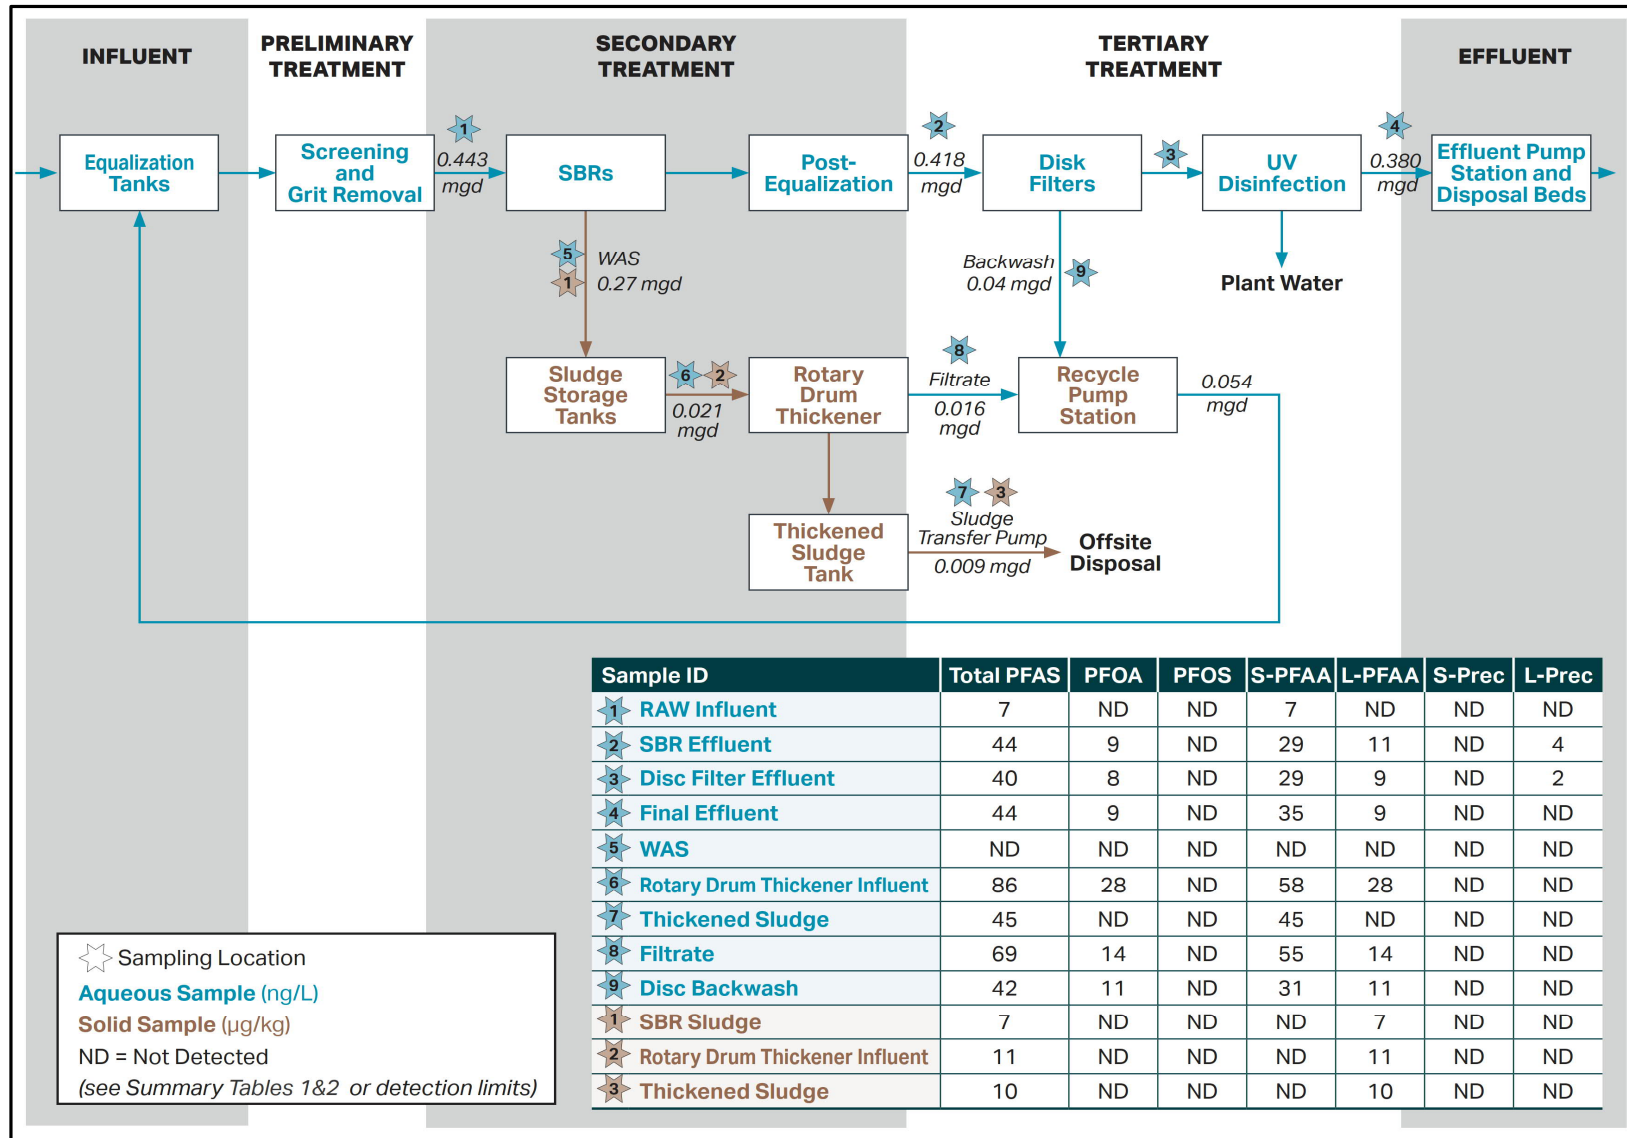 INFLUENT
PRELIMINARY
TREATMENT
SECONDARY
TREATMENT
TERTIARY
TREATMENT
EFFLUENT
Equalization
Tanks
Screening
and
Grit Removal
1
0.443
mgd
SBRs
Post-
Equalization
2
0.418
mgd
Disk
Filters
3
UV
Disinfection
4
0.380
mgd
Effluent Pump
Station and
Disposal Beds
5
1
WAS
0.27 mgd
Backwash
0.04 mgd
9
Plant Water
Sludge
Storage
Tanks
6 2
0.021
mgd
Rotary
Drum
Thickener
8
Filtrate
0.016
mgd
Recycle
Pump
Station
0.054
mgd
Thickened
Sludge
Tank
7 3
Sludge
Transfer Pump
0.009 mgd
Offsite
Disposal
Sample ID Total PFAS PFOA PFOS S-PFAA L-PFAA S-Prec L-Prec
1 RAW Influent 7 ND ND 7 ND ND ND
2 SBR Effluent 44 9 ND 29 11 ND 4
3 Disc Filter Effluent 40 8 ND 29 9 ND 2
4 Final Effluent 44 9 ND 35 9 ND ND
5 WAS ND ND ND ND ND ND ND
6 Rotary Drum Thickener Influent 86 28 ND 58 28 ND ND
7 Thickened Sludge 45 ND ND 45 ND ND ND
8 Filtrate 69 14 ND 55 14 ND ND
9 Disc Backwash 42 11 ND 31 11 ND ND
1 SBR Sludge 7 ND ND ND 7 ND ND
2 Rotary Drum Thickener Influent 11 ND ND ND 11 ND ND
3 Thickened Sludge 10 ND ND ND 10 ND ND
Sampling Location
Aqueous Sample (ng/L)
Solid Sample (µg/kg)
ND = Not Detected
(see Summary Tables 1&2 or detection limits)